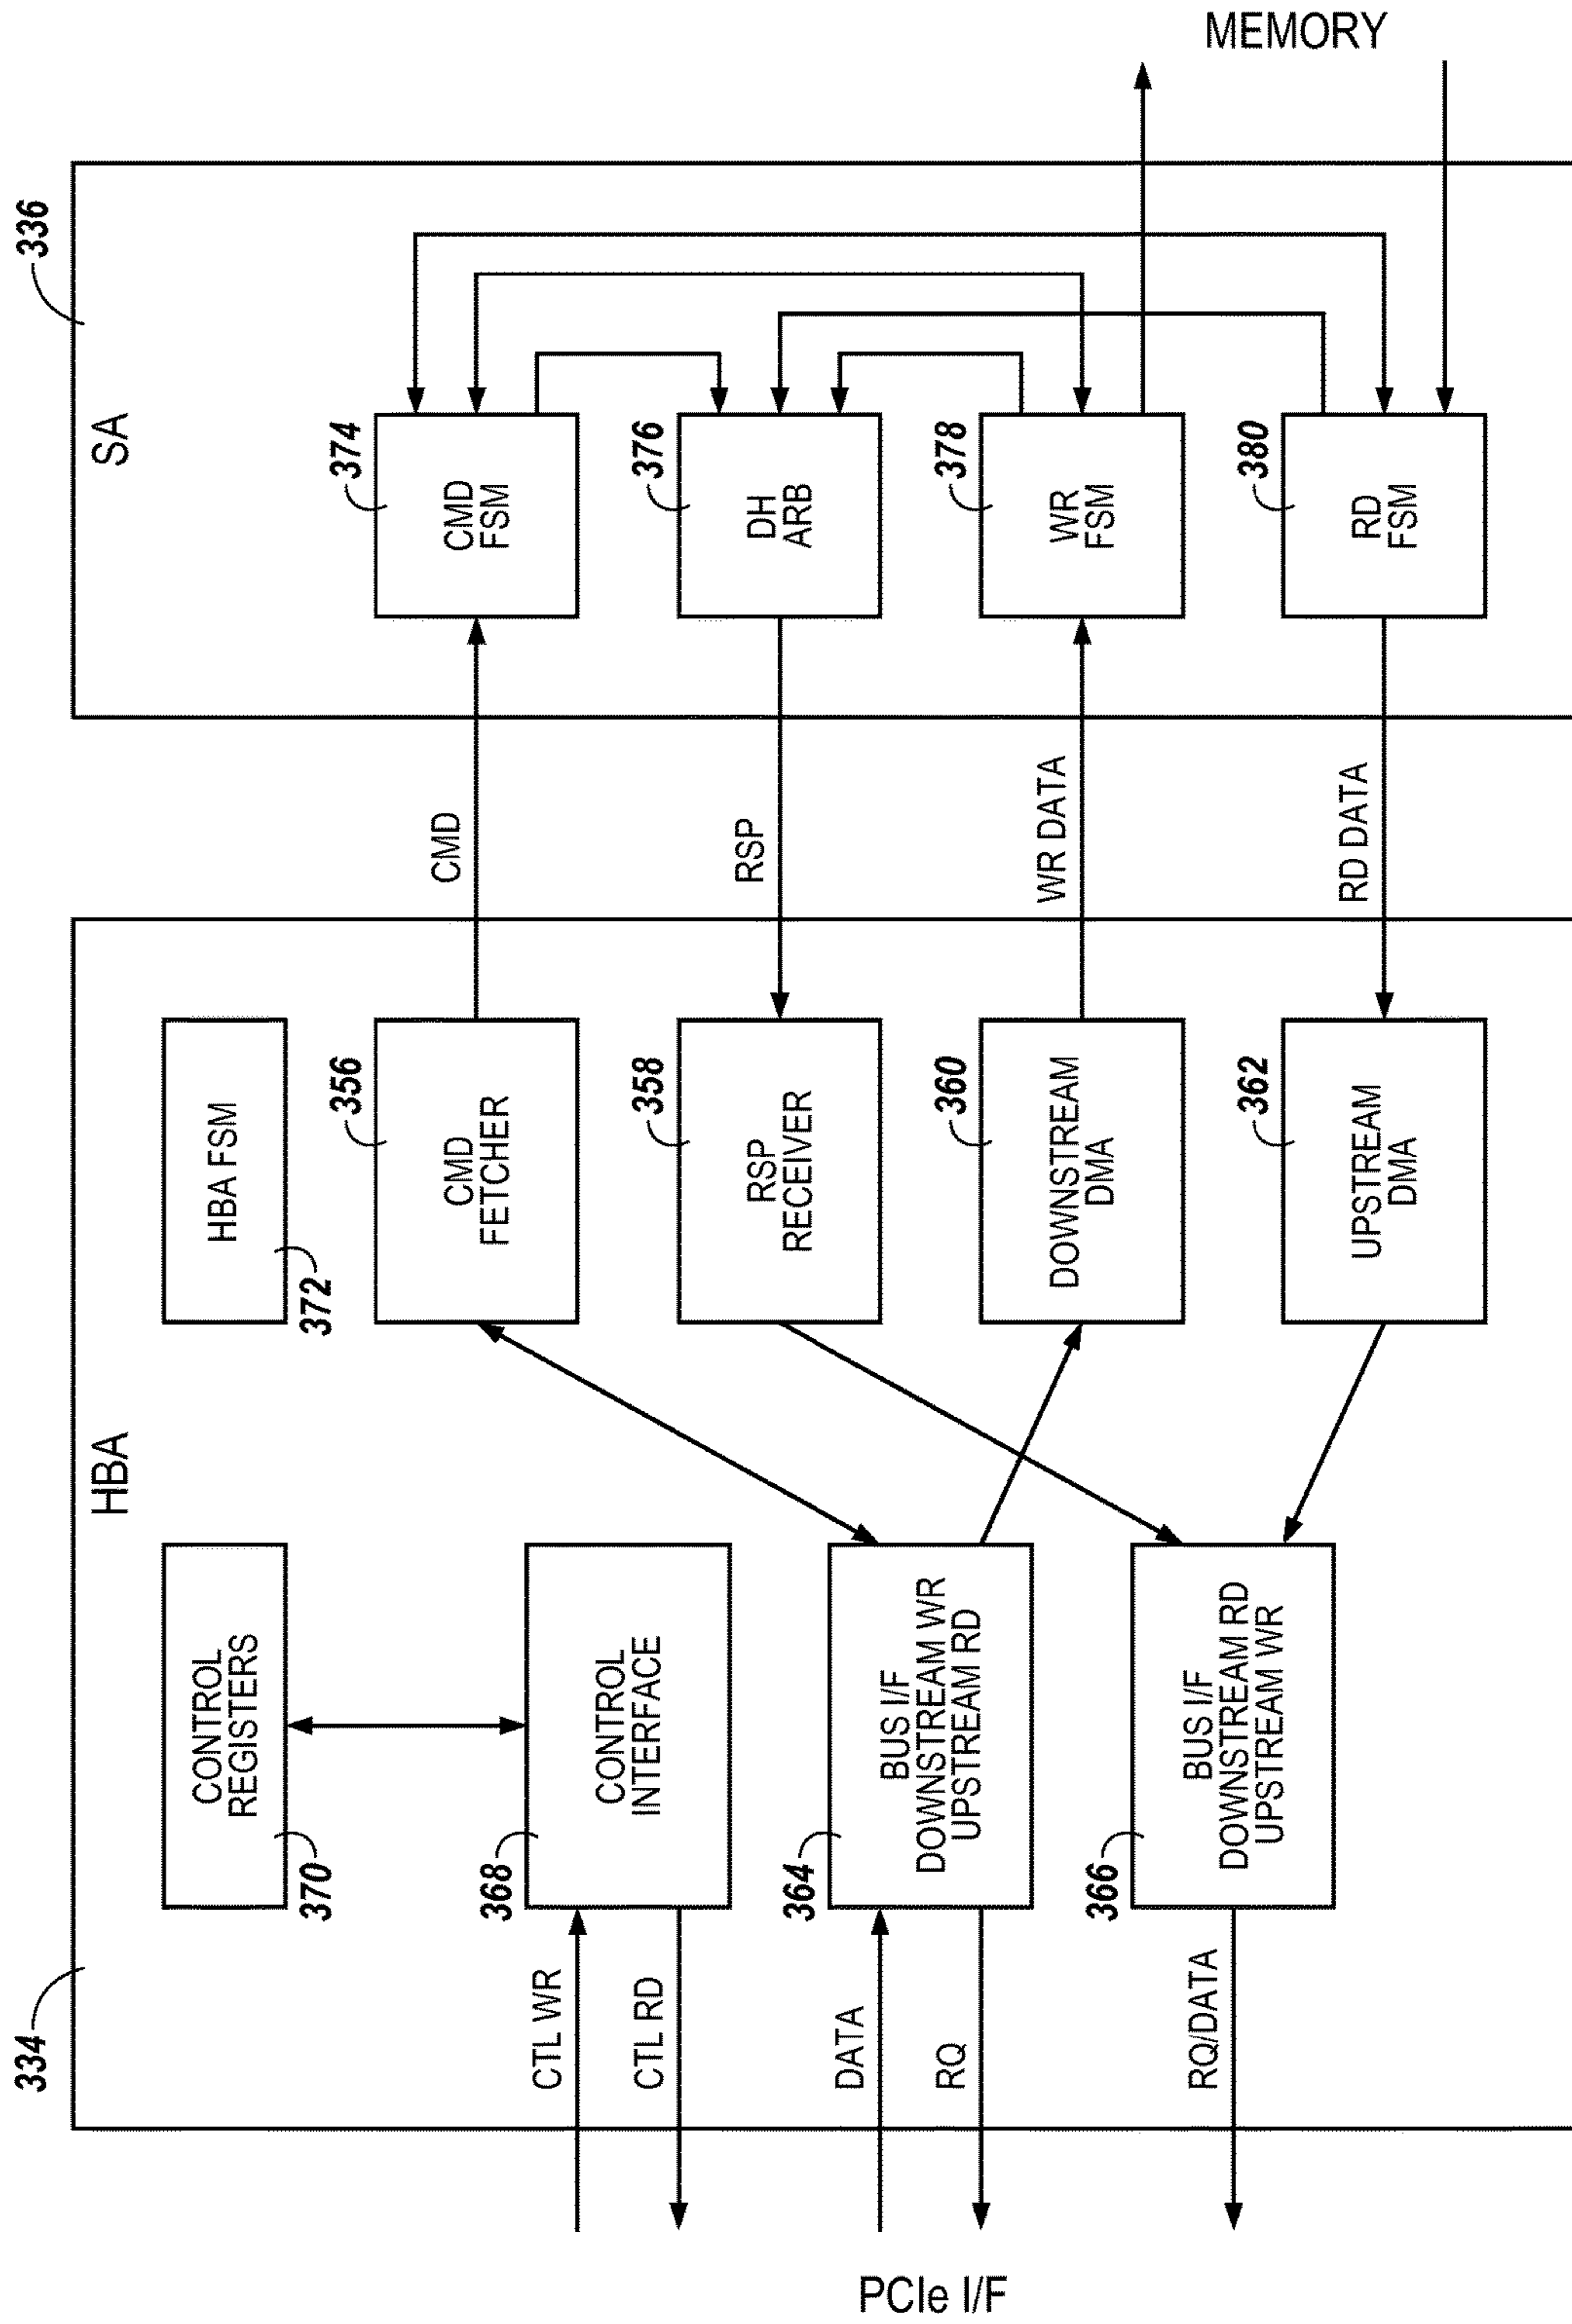 334
HBA
370
CONTROL
REGISTERS
372
HBA FSM
CTL WR
CTL RD
368
CONTROL
INTERFACE
356
CMD
FETCHER
DATA
RQ
364
BUS I/F
DOWNSTREAM WR
UPSTREAM RD
358
RSP
RECEIVER
RQ/DATA
366
BUS I/F
DOWNSTREAM RD
UPSTREAM WR
360
DOWNSTREAM
DMA
362
UPSTREAM
DMA
PCIe I/F
CMD
RSP
WR DATA
RD DATA
336
SA
374
CMD
FSM
376
DH
ARB
378
WR
FSM
380
RD
FSM
MEMORY